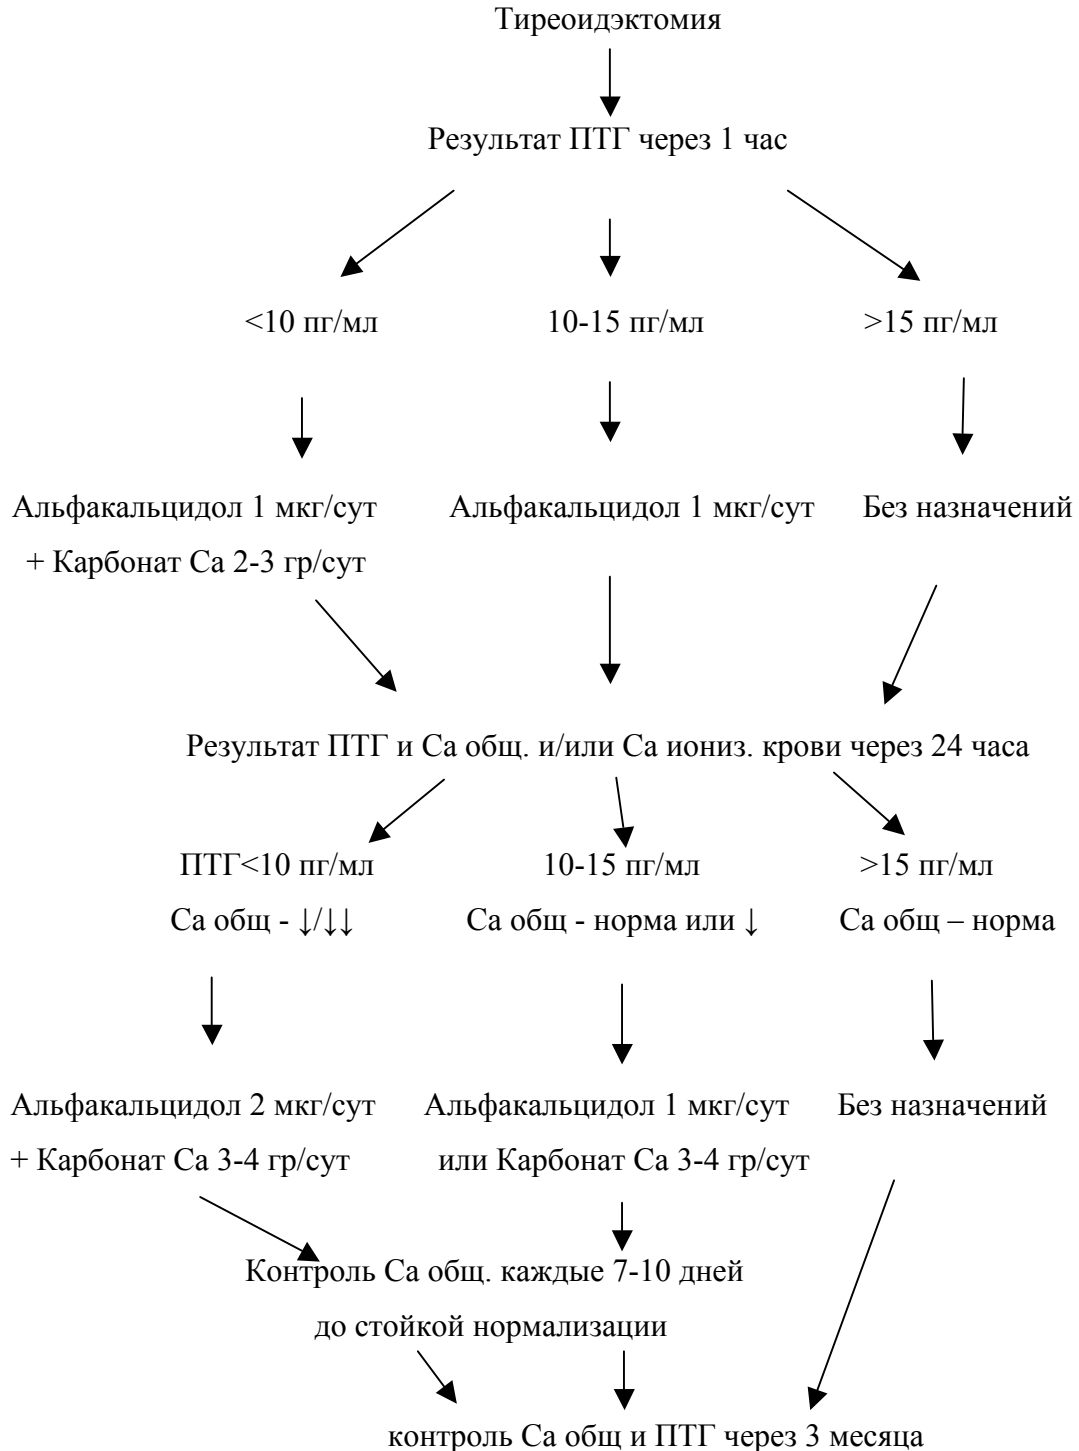 Тиреоидэктомия
Результат ПТГ через 1 час
<10 пг/мл 10-15 пг/мл >15 пг/мл
Альфакальцидол 1 мкг/сут Альфакальцидол 1 мкг/сут Без назначений
+ Карбонат Са 2-3 гр/сут
Результат ПТГ и Са общ. и/или Са иониз. крови через 24 часа
ПТГ<10 пг/мл 10-15 пг/мл >15 пг/мл
Са общ - ↓/↓↓ Са общ - норма или ↓ Са общ – норма
Альфакальцидол 2 мкг/сут Альфакальцидол 1 мкг/сут Без назначений
+ Карбонат Са 3-4 гр/сут или Карбонат Са 3-4 гр/сут
Контроль Са общ. каждые 7-10 дней
до стойкой нормализации
контроль Са общ и ПТГ через 3 месяца